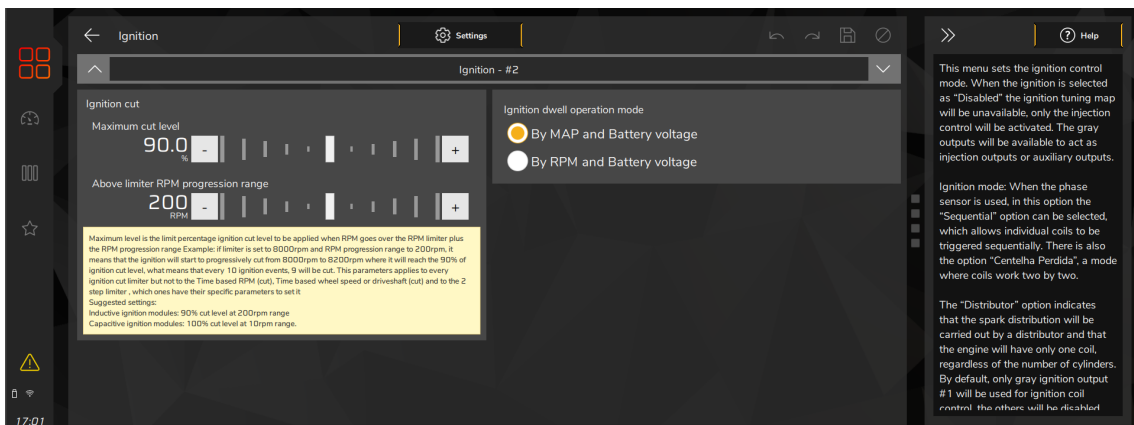 Ignition
Settings
Help
Ignition - #2
Ignition cut
Maximum cut level
90.0
%
-
+
Above limiter RPM progression range
200
RPM
-
+
Maximum level is the limit percentage ignition cut level to be applied when RPM goes over the RPM limiter plus
the RPM progression range Example: if limiter is set to 8000rpm and RPM progression range to 200rpm, it
means that the ignition will start to progressively cut from 8000rpm to 8200rpm where it will reach the 90% of
ignition cut level, what means that every 10 ignition events, 9 will be cut. This parameters applies to every
ignition cut limiter but not to the Time based RPM (cut), Time based wheel speed or driveshaft (cut) and to the 2
step limiter , which ones have their specific parameters to set it
Suggested settings:
Inductive ignition modules: 90% cut level at 200rpm range
Capacitive ignition modules: 100% cut level at 10rpm range.
Ignition dwell operation mode
By MAP and Battery voltage
By RPM and Battery voltage
This menu sets the ignition control
mode. When the ignition is selected
as “Disabled” the ignition tuning map
will be unavailable, only the injection
control will be activated. The gray
outputs will be available to act as
injection outputs or auxiliary outputs.
Ignition mode: When the phase
sensor is used, in this option the
“Sequential” option can be selected,
which allows individual coils to be
triggered sequentially. There is also
the option “Centelha Perdida”, a mode
where coils work two by two.
The “Distributor” option indicates
that the spark distribution will be
carried out by a distributor and that
the engine will have only one coil,
regardless of the number of cylinders.
By default, only gray ignition output
#1 will be used for ignition coil
control, the others will be disabled
17:01